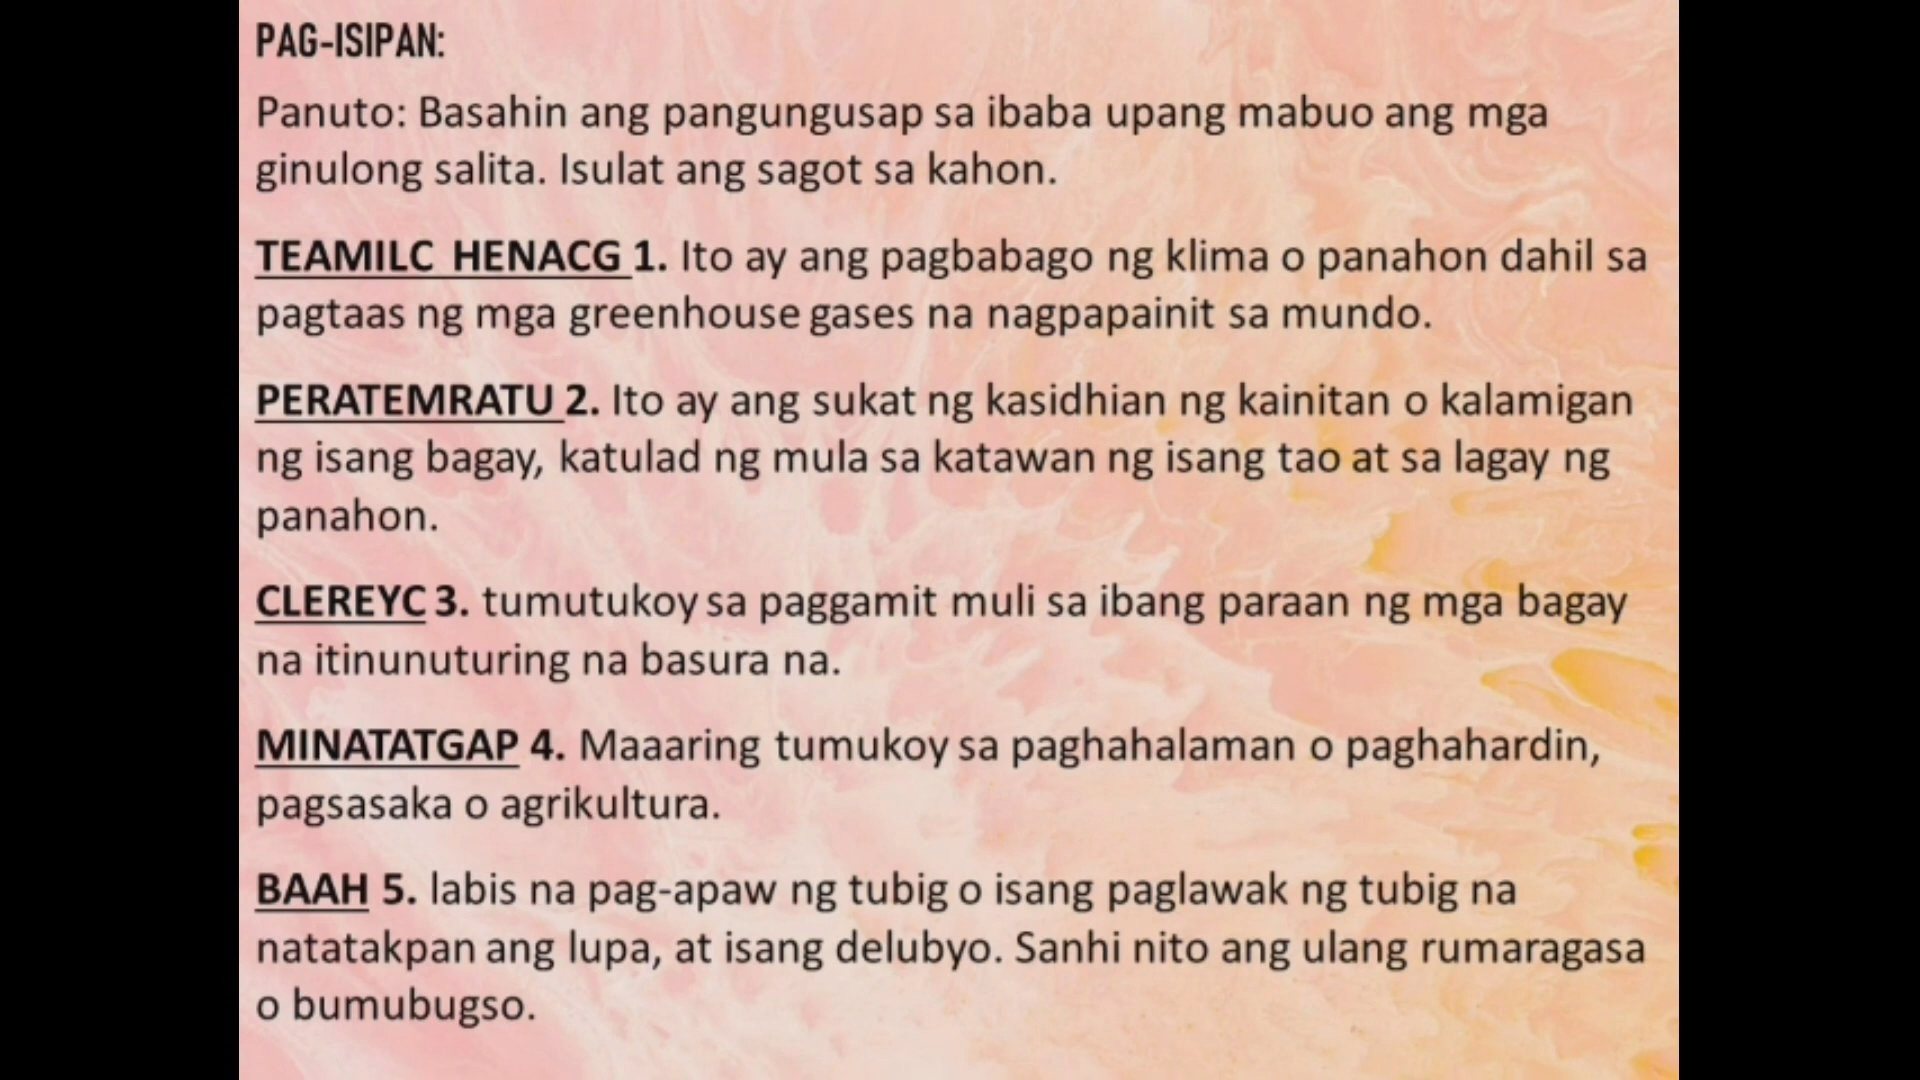 PAG-ISIPAN:
Panuto: Basahin ang pangungusap sa ibaba upang mabuo ang mga
ginulong salita. Isulat ang sagot sa kahon.
TEAMILC HENACG 1. Ito ay ang pagbabago ng klima o panahon dahil sa
pagtaas ng mga greenhouse gases na nagpapainit sa mundo.
PERATEMRATU 2. Ito ay ang sukat ng kasidhian ng kainitan o kalamigan
ng isang bagay, katulad ng mula sa katawan ng isang tao at sa lagay ng
panahon.
CLEREYC 3. tumutukoy sa paggamit muli sa ibang paraan ng mga bagay
na itinunuturing na basura na.
MINATATGAP 4. Maaaring tumukoy sa paghahalaman o paghahardin,
pagsasaka o agrikultura.
BAAH 5. labis na pag-apaw ng tubig o isang paglawak ng tubig na
natatakpan ang lupa, at isang delubyo. Sanhi nito ang ulang rumaragasa
o bumubugso.